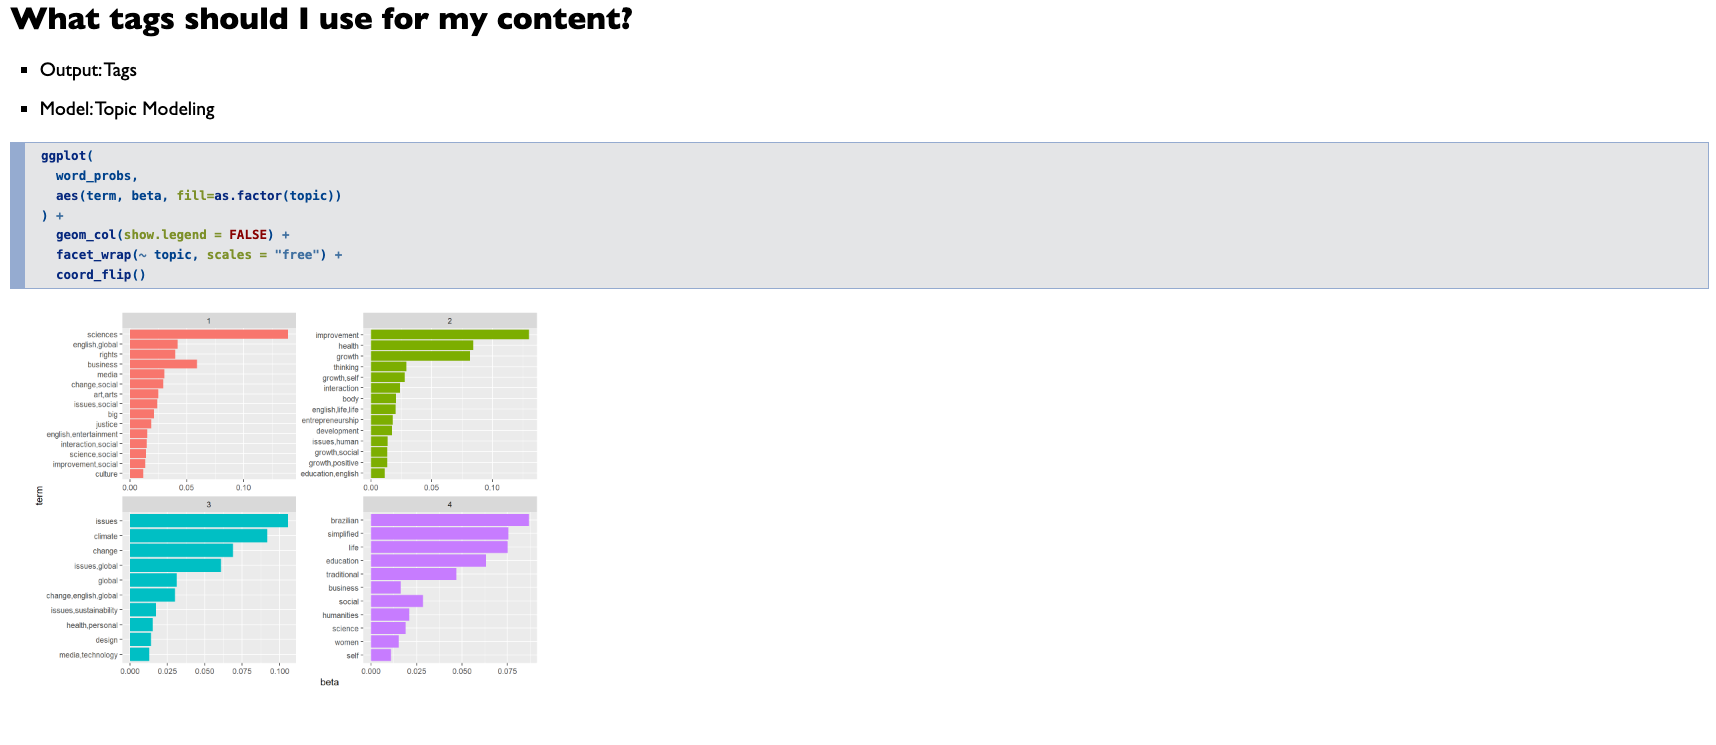 What tags should I use for my content?
Output: Tags
Model: Topic Modeling
ggplot(
word_probs,
aes(term, beta, fill=as.factor(topic))
) +
geom_col(show.legend = FALSE) +
facet_wrap(~ topic, scales = "free") +
coord_flip()
1
sciences
english,global
rights
business
media
change,social
art,arts
issues,social
big
justice
english,entertainment
interaction,social
science,social
improvement,social
culture
0.00 0.05 0.10
2
improvement
health
growth
thinking
growth,self
interaction
body
english,life,life
entrepreneurship
development
issues,human
growth,social
growth,positive
education,english
0.00 0.05 0.10
term
3
issues
climate
change
issues,global
global
change,english,global
issues,sustainability
health,personal
design
media,technology
0.000 0.025 0.050 0.075 0.100
4
brazilian
simplified
life
education
traditional
business
social
humanities
science
women
self
0.000 0.025 0.050 0.075
beta